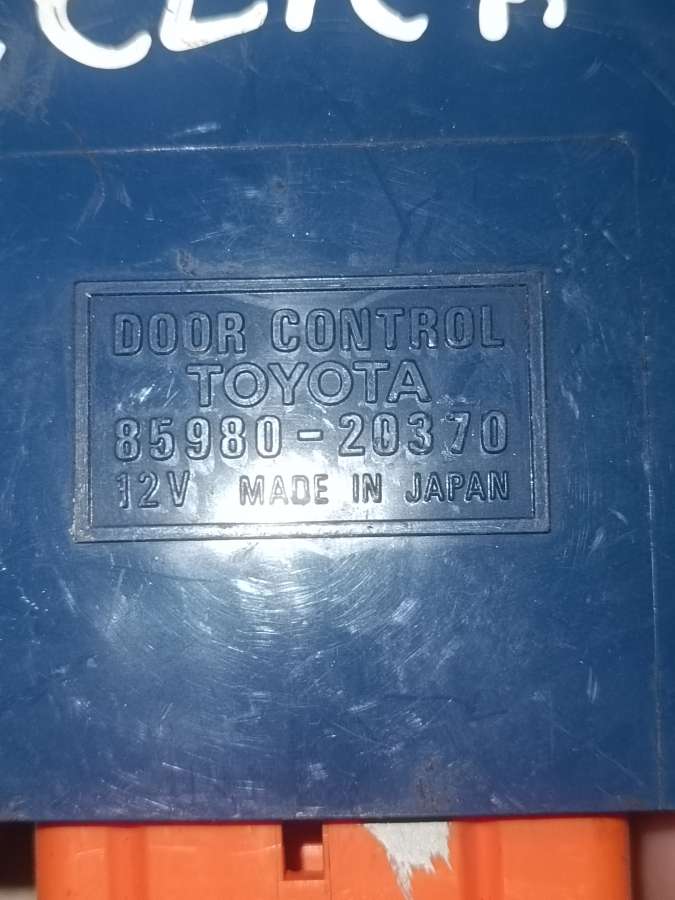 DOOR CONTROL
TOYOTA
85980-20370
12V MADE IN JAPAN